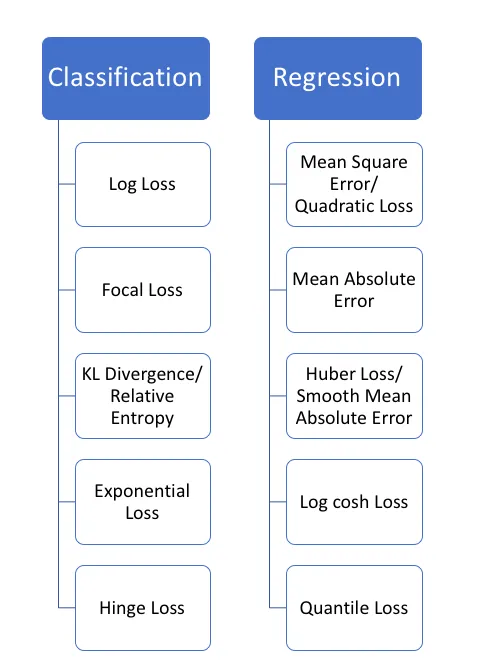 Classification
Log Loss
Focal Loss
KL Divergence/
Relative
Entropy
Exponential
Loss
Hinge Loss
Regression
Mean Square
Error/
Quadratic Loss
Mean Absolute
Error
Huber Loss/
Smooth Mean
Absolute Error
Log cosh Loss
Quantile Loss